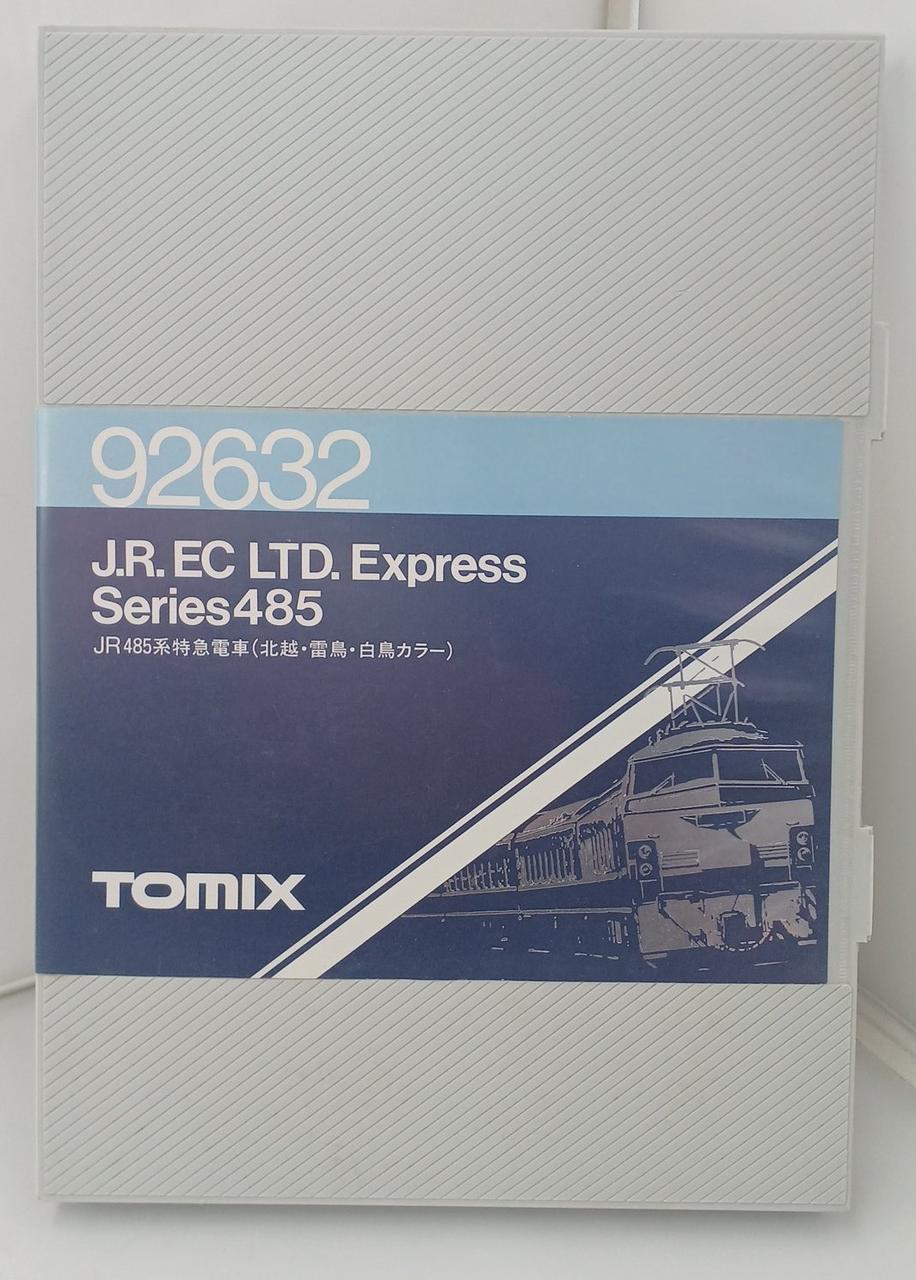 92632
J.R. EC LTD. Express
Series485
JR485系特急電車(北越・雷鳥・白鳥カラー)
TOMIX